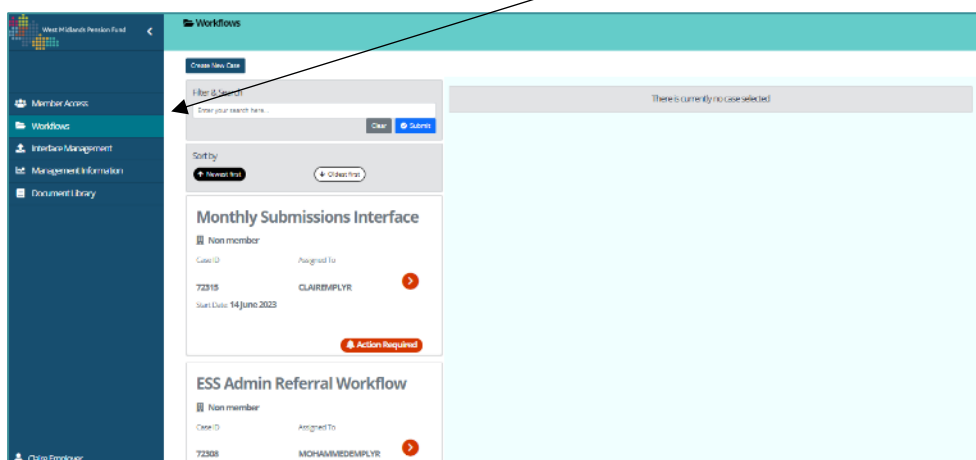 West Midlands Pension Fund
Workflows
Create New Case
Filter & Search
Enter your search here...
Clear
Submit
There is currently no case selected
Member Access
Workflows
Interface Management
Management Information
Document Library
Sort by
Newest first
Oldest first
Monthly Submissions Interface
Non member
Case ID
Assigned To
72315
CLAIREMPLYR
Start Date: 14 June 2023
Action Required
ESS Admin Referral Workflow
Non member
Case ID
Assigned To
72308
MOHAMMEDEMPLYR
Claire Employer